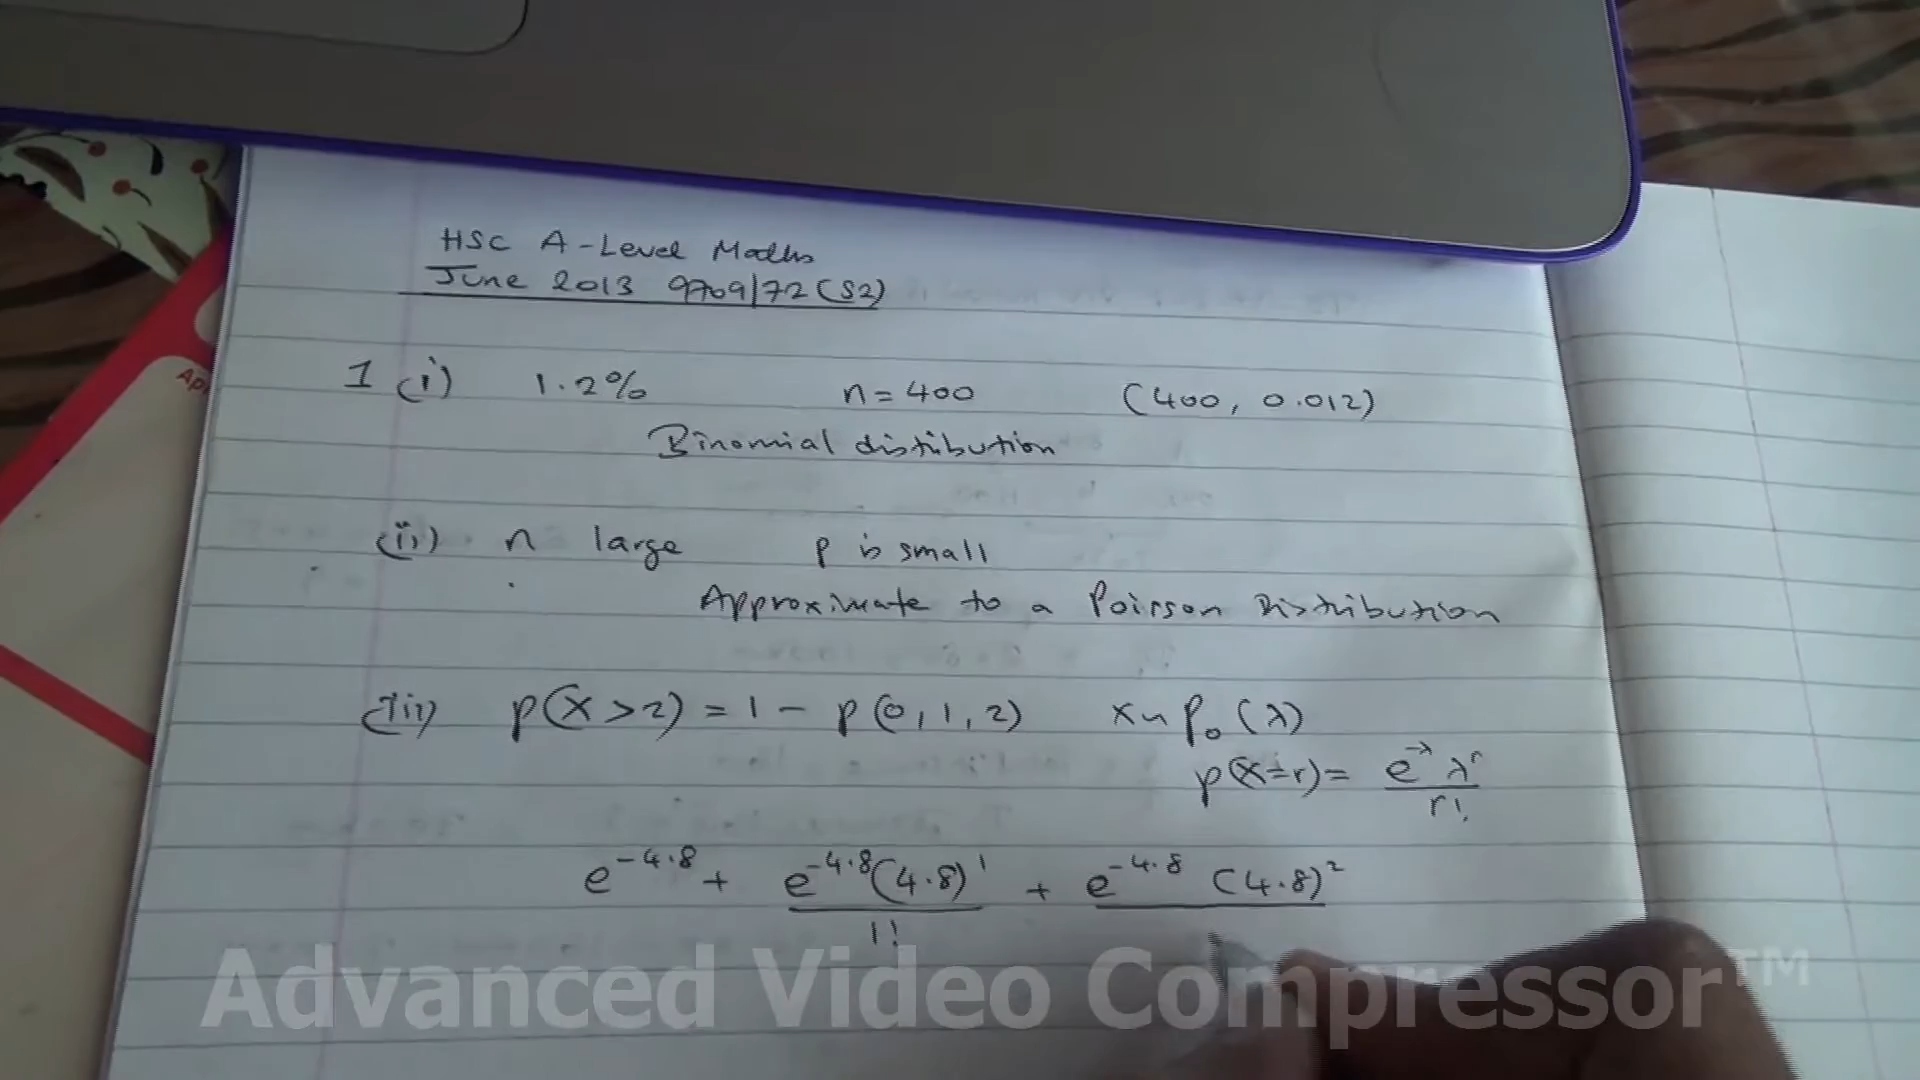 HSC A-Level Maths
June 2013 9709/72 (S2)
1 (i) 1.2% n = 400 (400, 0.012)
Binomial distribution
(ii) n large p is small
Approximate to a Poisson Distribution
(iii) p(x > 2) = 1 - p(0, 1, 2) x ~ Po(λ)
p(x = r) = e^-λ λ^r / r!
e^-4.8 + e^-4.8 (4.8)^1 / 1! + e^-4.8 (4.8)^2
Advanced Video Compressor™